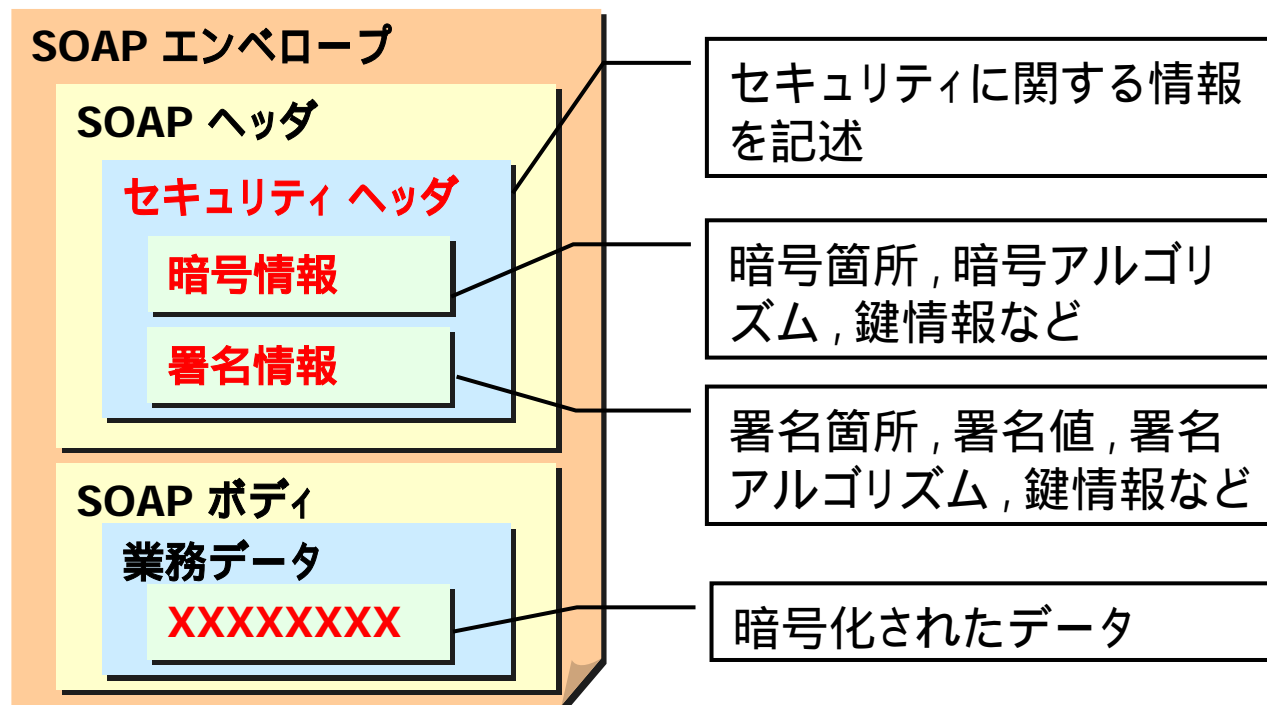 SOAP エンベロープ
SOAP ヘッダ
セキュリティ ヘッダ
暗号情報
署名情報
SOAP ボディ
業務データ
XXXXXXXX
セキュリティに関する情報
を記述
暗号箇所 , 暗号アルゴリ
ズム , 鍵情報など
署名箇所 , 署名値 , 署名
アルゴリズム , 鍵情報など
暗号化されたデータ